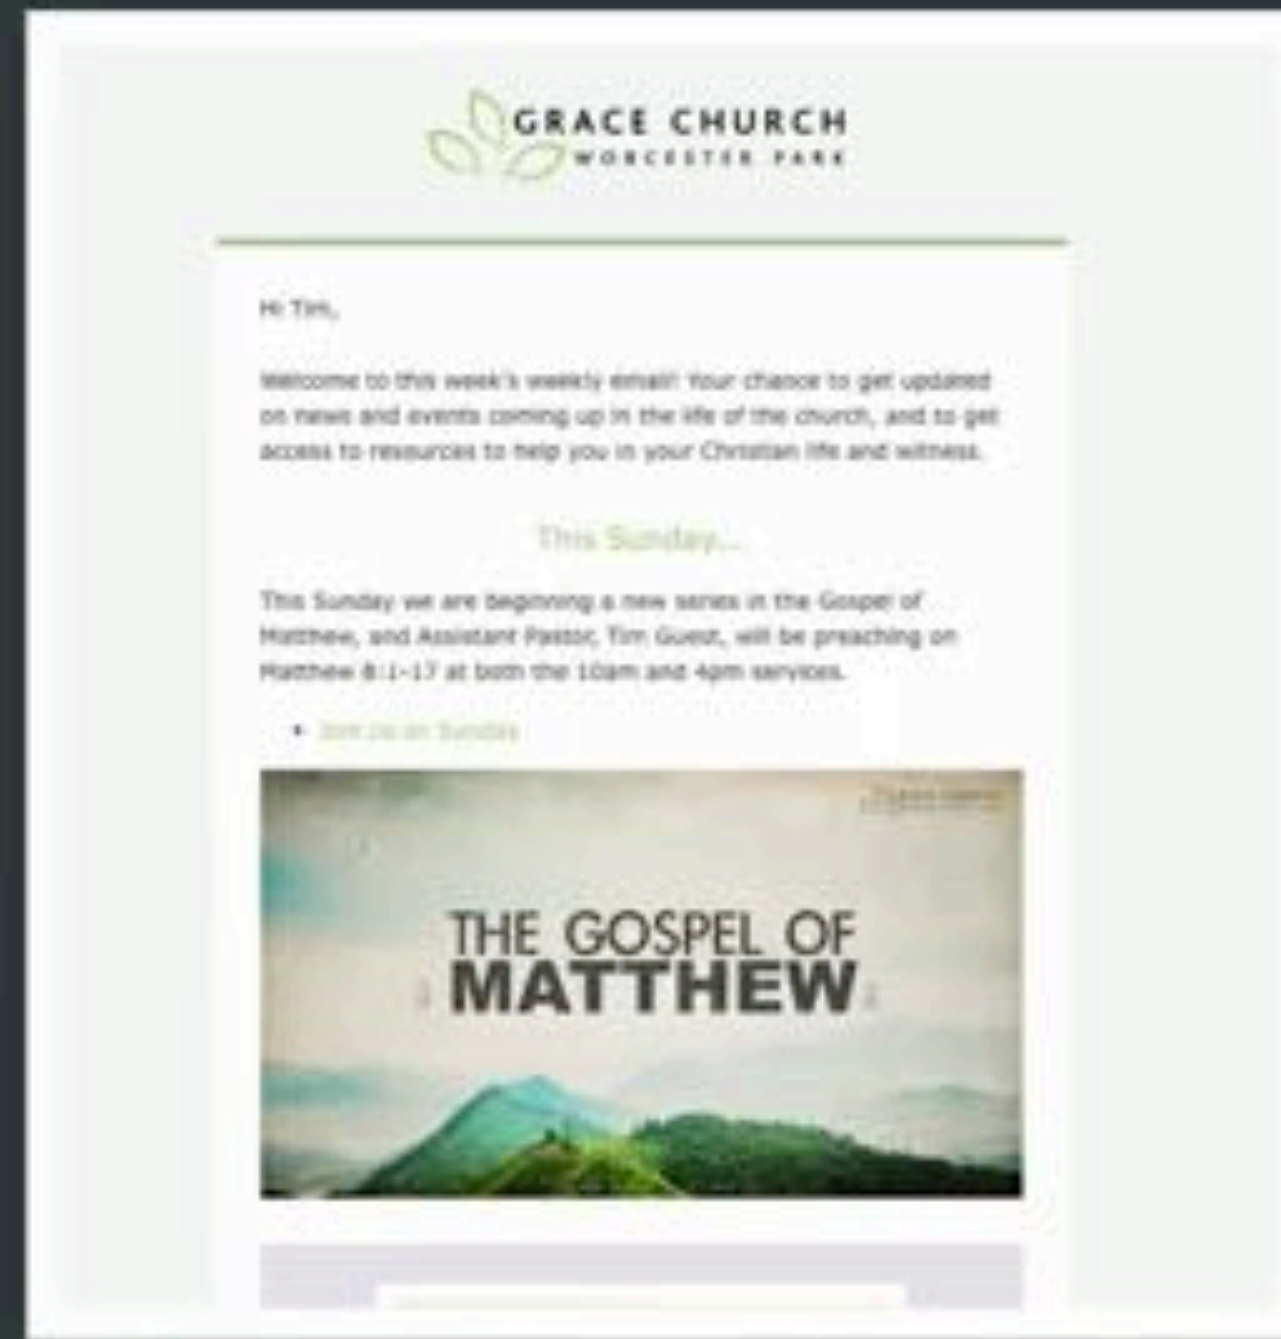 GRACE CHURCH
WORCESTER PARK
Hi Tim,
Welcome to this week's weekly email! Your chance to get updated
on news and events coming up in the life of the church, and to get
access to resources to help you in your Christian life and witness.
This Sunday...
This Sunday we are beginning a new series in the Gospel of
Matthew, and Assistant Pastor, Tim Guest, will be preaching on
Matthew 8:1-17 at both the 10am and 4pm services.
Join us on Sunday
THE GOSPEL OF
MATTHEW